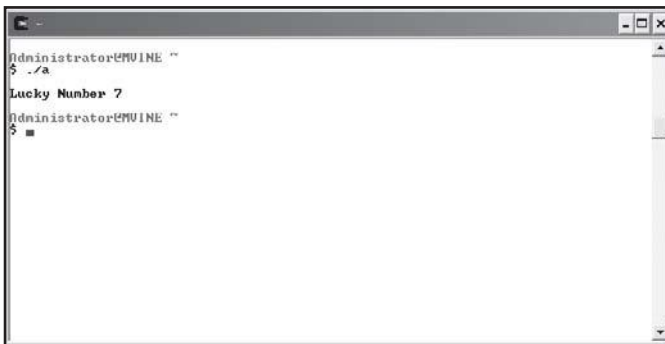 ~
Administrator@MVINE ~
$ ./a
Lucky Number 7
Administrator@MVINE ~
$